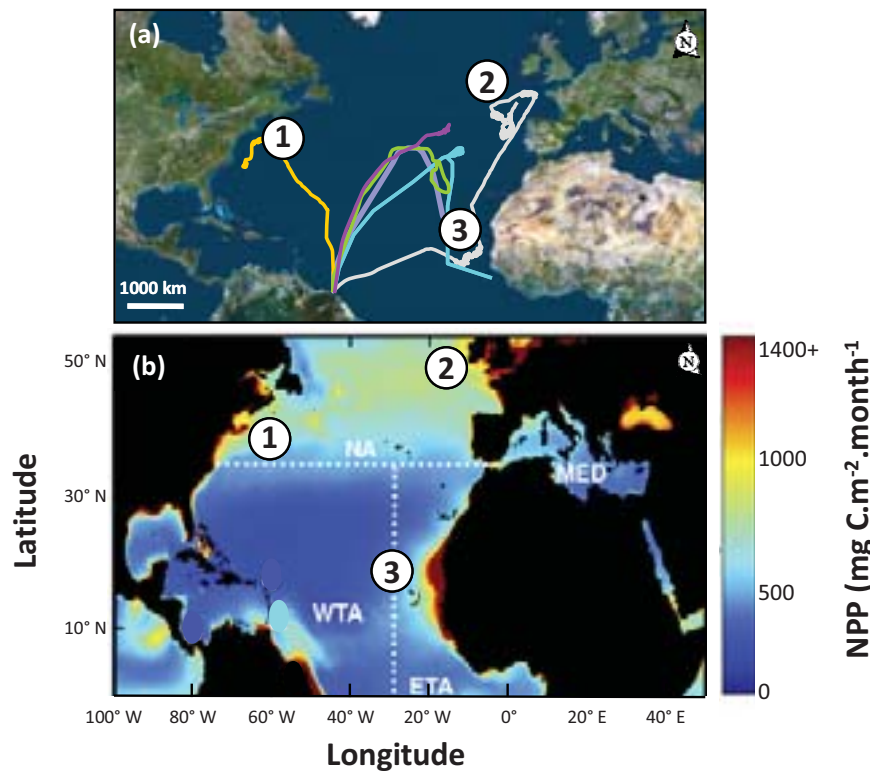 (a)
N
2
1
3
1000 km
(b)
N
50° N
2
1400+
1
NA
1000
MED
30° N
3
500
WTA
10° N
ETA
0
100° W 80° W 60° W 40° W 20° W 0° 20° E 40° E
Latitude
Longitude
NPP (mg C.m-2.month-1